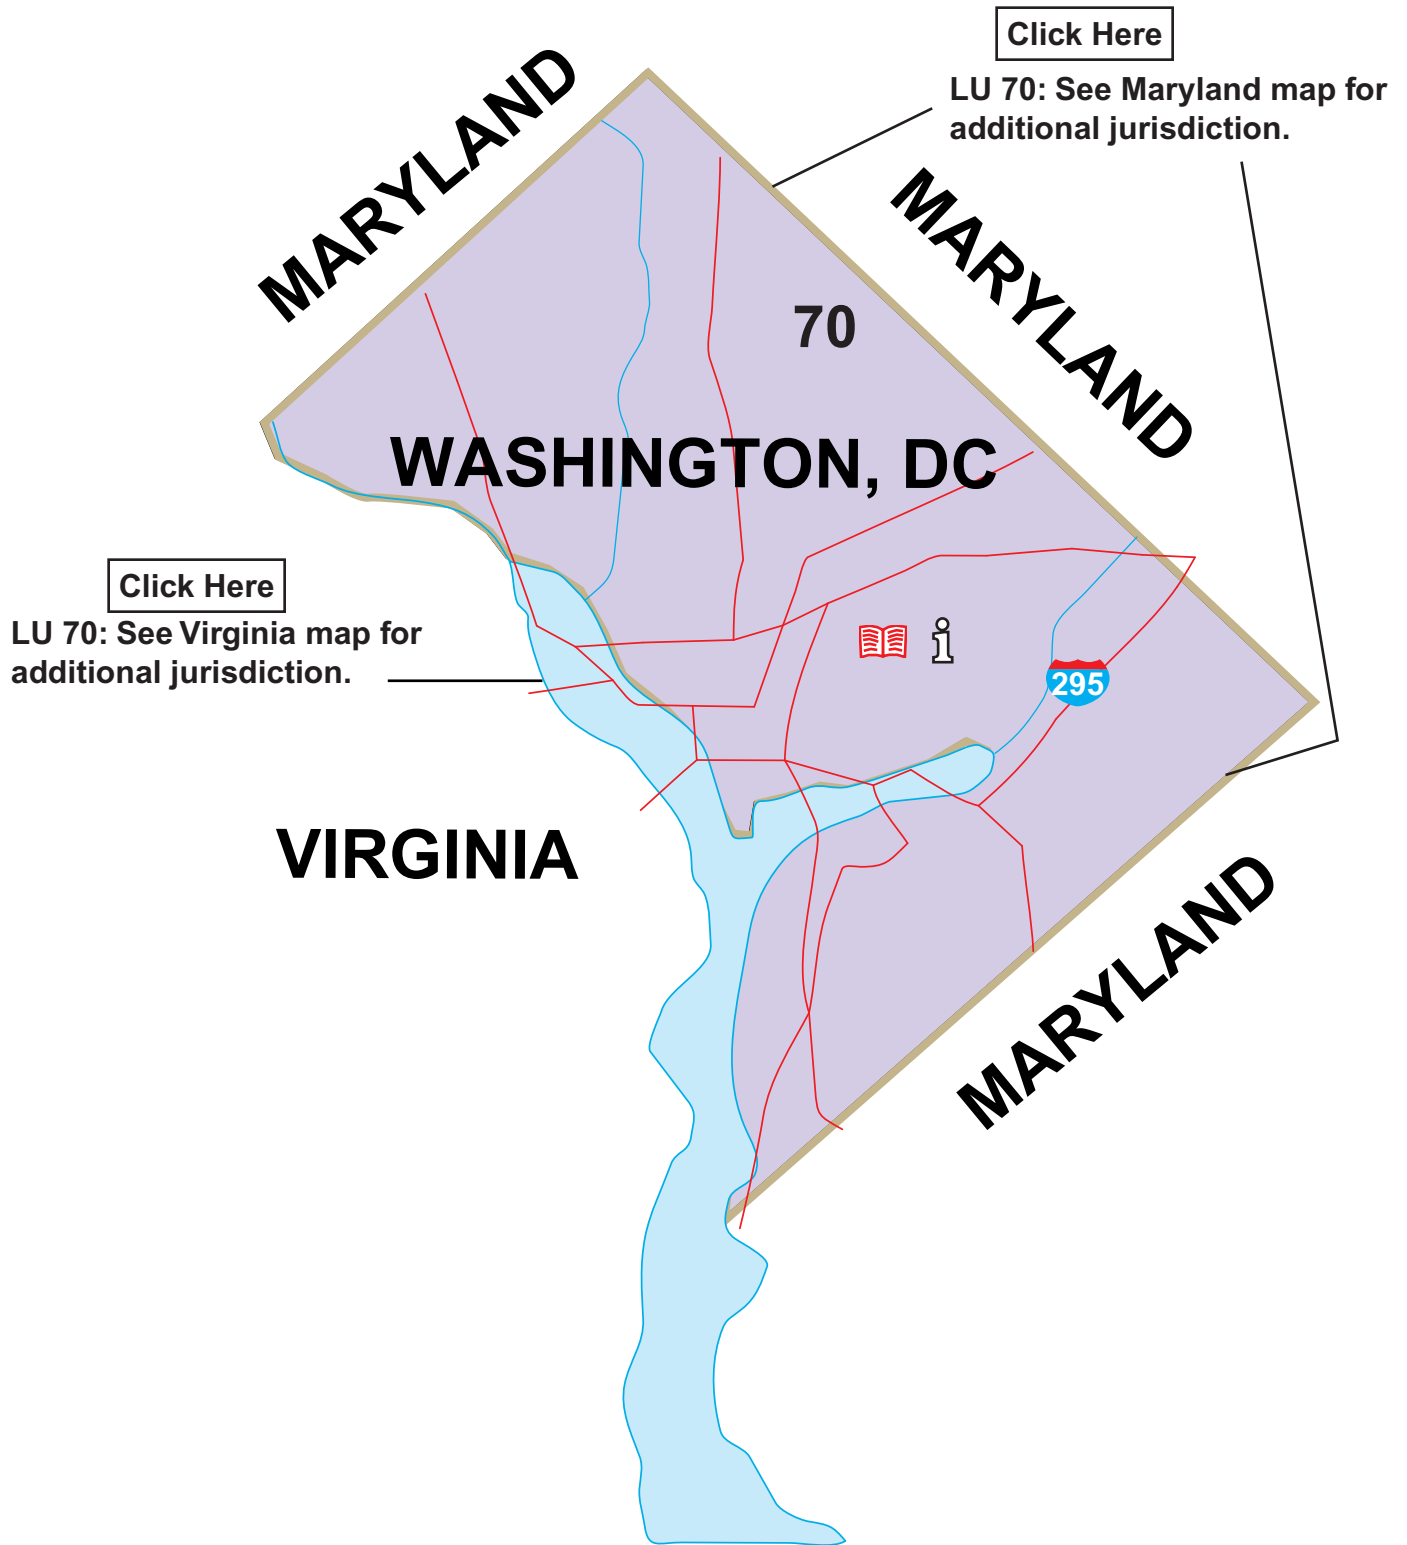 Click Here
LU 70: See Maryland map for
additional jurisdiction.
MARYLAND
MARYLAND
70
WASHINGTON, DC
Click Here
LU 70: See Virginia map for
additional jurisdiction.
295
VIRGINIA
MARYLAND